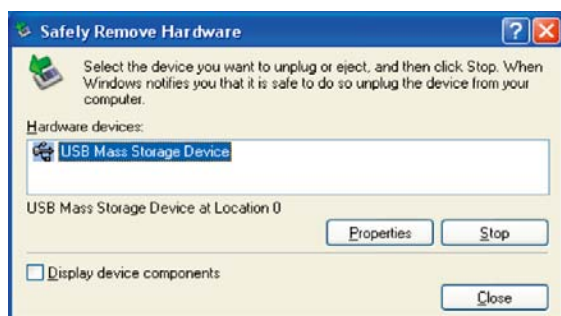 Safely Remove Hardware
Select the device you want to unplug or eject, and then click Stop. When
Windows notifies you that it is safe to do so unplug the device from your
computer.
Hardware devices:
USB Mass Storage Device
USB Mass Storage Device at Location 0
Properties
Stop
Display device components
Close